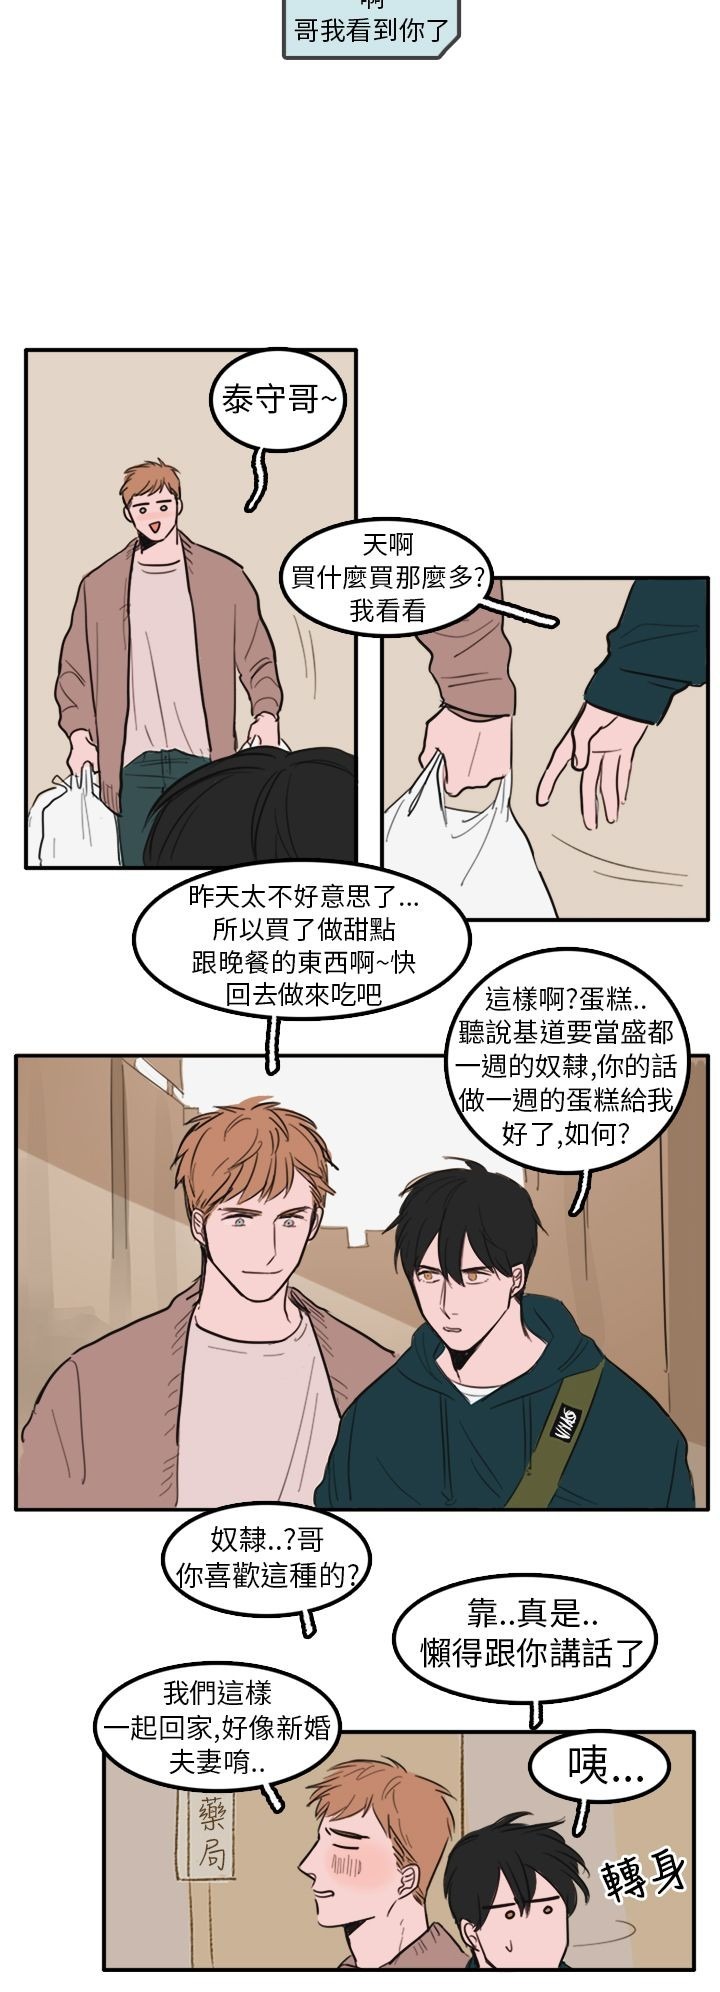 啊
哥我看到你了
泰守哥~
天啊
買什麼買那麼多?
我看看
昨天太不好意思了...
所以買了做甜點
跟晚餐的東西啊~快
回去做來吃吧
這樣啊?蛋糕..
聽說基道要當盛都
一週的奴隸,你的話
做一週的蛋糕給我
好了,如何?
奴隸..?哥
你喜歡這種的?
靠..真是..
懶得跟你講話了
我們這樣
一起回家,好像新婚
夫妻唷..
咦...
藥局
轉身